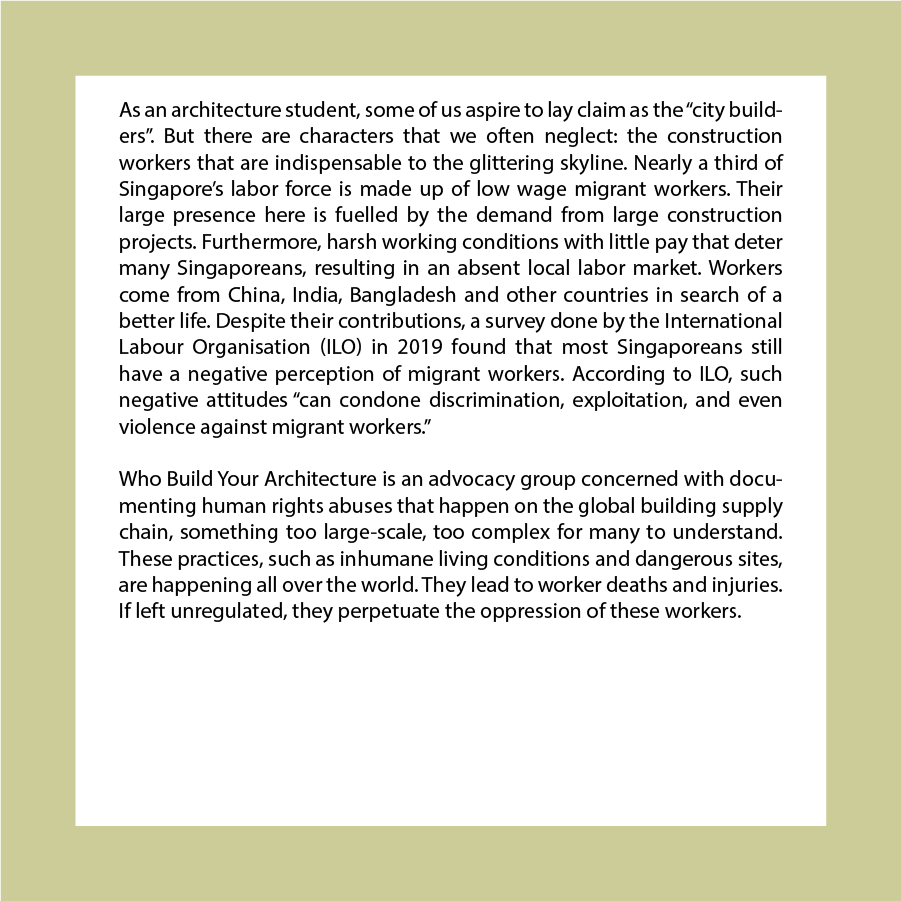 As an architecture student, some of us aspire to lay claim as the “city build-
ers”. But there are characters that we often neglect: the construction
workers that are indispensable to the glittering skyline. Nearly a third of
Singapore’s labor force is made up of low wage migrant workers. Their
large presence here is fuelled by the demand from large construction
projects. Furthermore, harsh working conditions with little pay that deter
many Singaporeans, resulting in an absent local labor market. Workers
come from China, India, Bangladesh and other countries in search of a
better life. Despite their contributions, a survey done by the International
Labour Organisation (ILO) in 2019 found that most Singaporeans still
have a negative perception of migrant workers. According to ILO, such
negative attitudes “can condone discrimination, exploitation, and even
violence against migrant workers.”
Who Build Your Architecture is an advocacy group concerned with docu-
menting human rights abuses that happen on the global building supply
chain, something too large-scale, too complex for many to understand.
These practices, such as inhumane living conditions and dangerous sites,
are happening all over the world. They lead to worker deaths and injuries.
If left unregulated, they perpetuate the oppression of these workers.